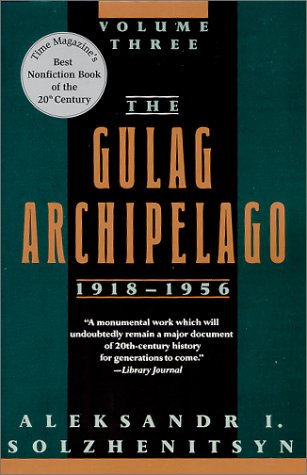 VOLUME
THREE
Time Magazine's
Best
Nonfiction Book
of the
20th Century
THE
GULAG
ARCHIPELAGO
1918–1956
"A monumental work which will
undoubtedly remain a major document
of 20th-century history
for generations to come."
—Library Journal
ALEKSANDR I.
SOLZHENITSYN